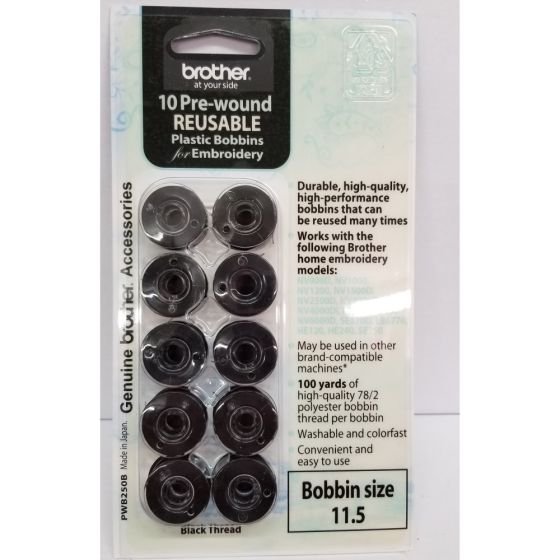 brother
at your side
10 Pre-wound
REUSABLE
Plastic Bobbins
for Embroidery
Genuine brother Accessories
PWB250B Made in Japan.
Durable, high-quality,
high-performance
bobbins that can
be reused many times
Works with the
following Brother
home embroidery
models:
May be used in other
brand-compatible
machines*
100 yards of
high-quality 78/2
polyester bobbin
thread per bobbin
Washable and colorfast
Convenient and
easy to use
Bobbin size
11.5
Black Thread